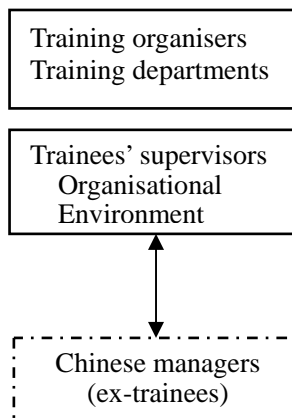 Training organisers
Training departments
Trainees' supervisors
Organisational
Environment
Chinese managers
(ex-trainees)